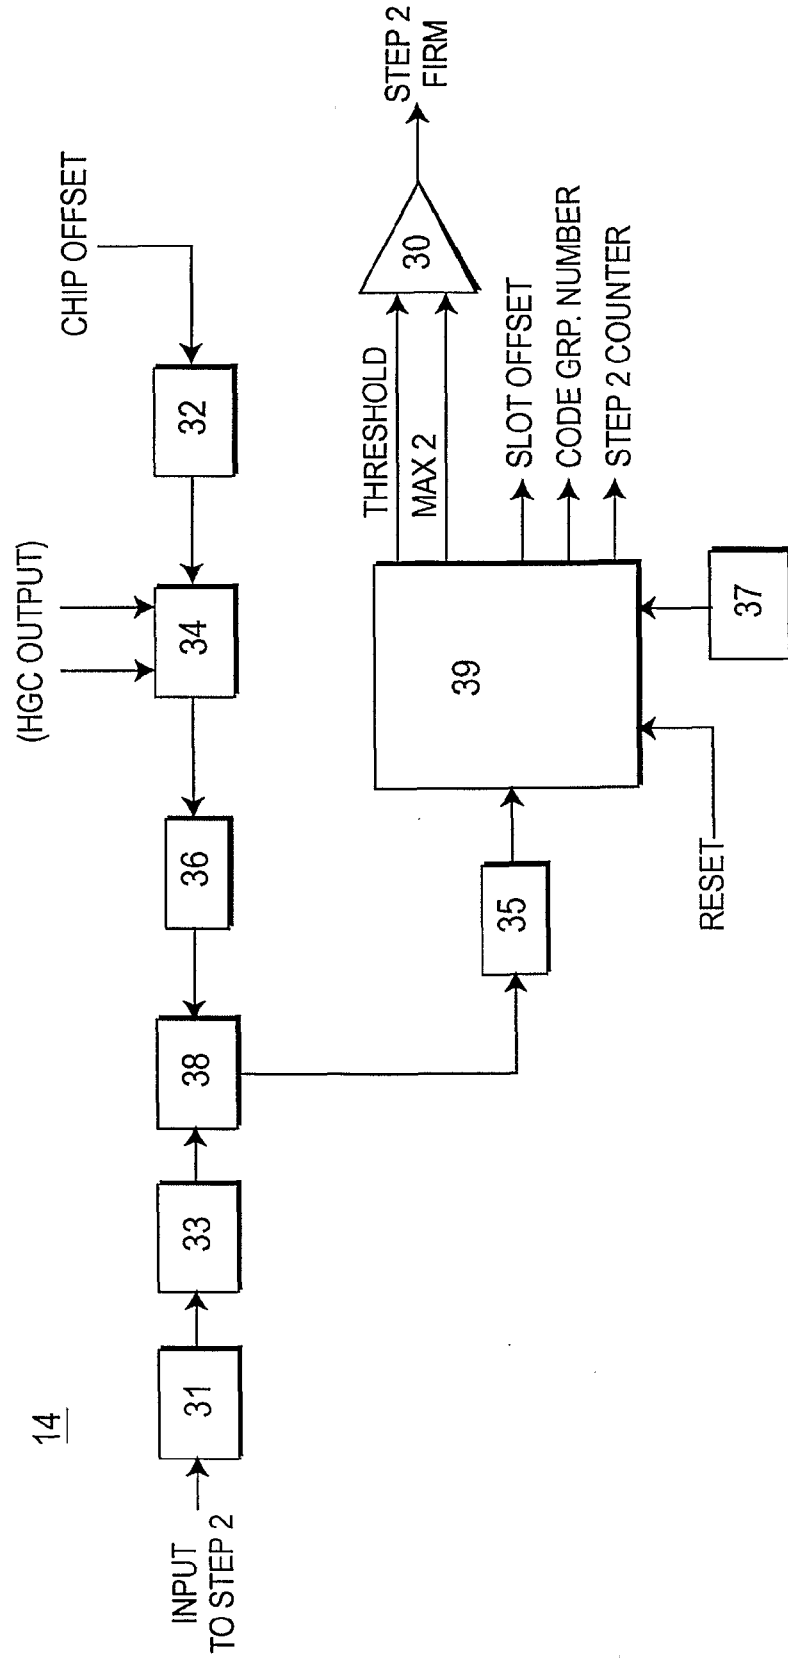 14
INPUT
TO STEP 2
31
33
38
36
(HGC OUTPUT)
34
32
CHIP OFFSET
35
RESET
39
37
THRESHOLD
MAX 2
30
STEP 2
FIRM
SLOT OFFSET
CODE GRP. NUMBER
STEP 2 COUNTER